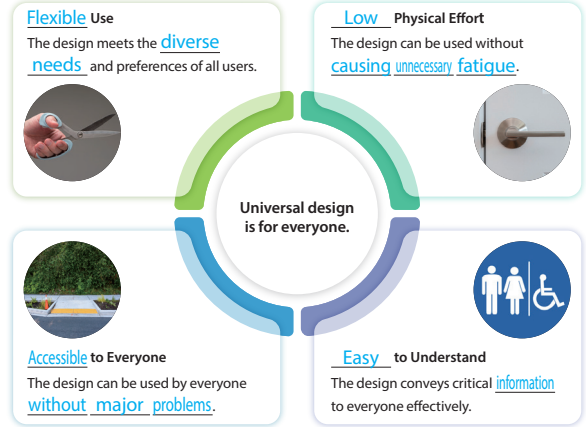 Flexible Use
The design meets the diverse
needs and preferences of all users.
Low Physical Effort
The design can be used without
causing unnecessary fatigue.
Universal design
is for everyone.
Accessible to Everyone
The design can be used by everyone
without major problems.
Easy to Understand
The design conveys critical information
to everyone effectively.